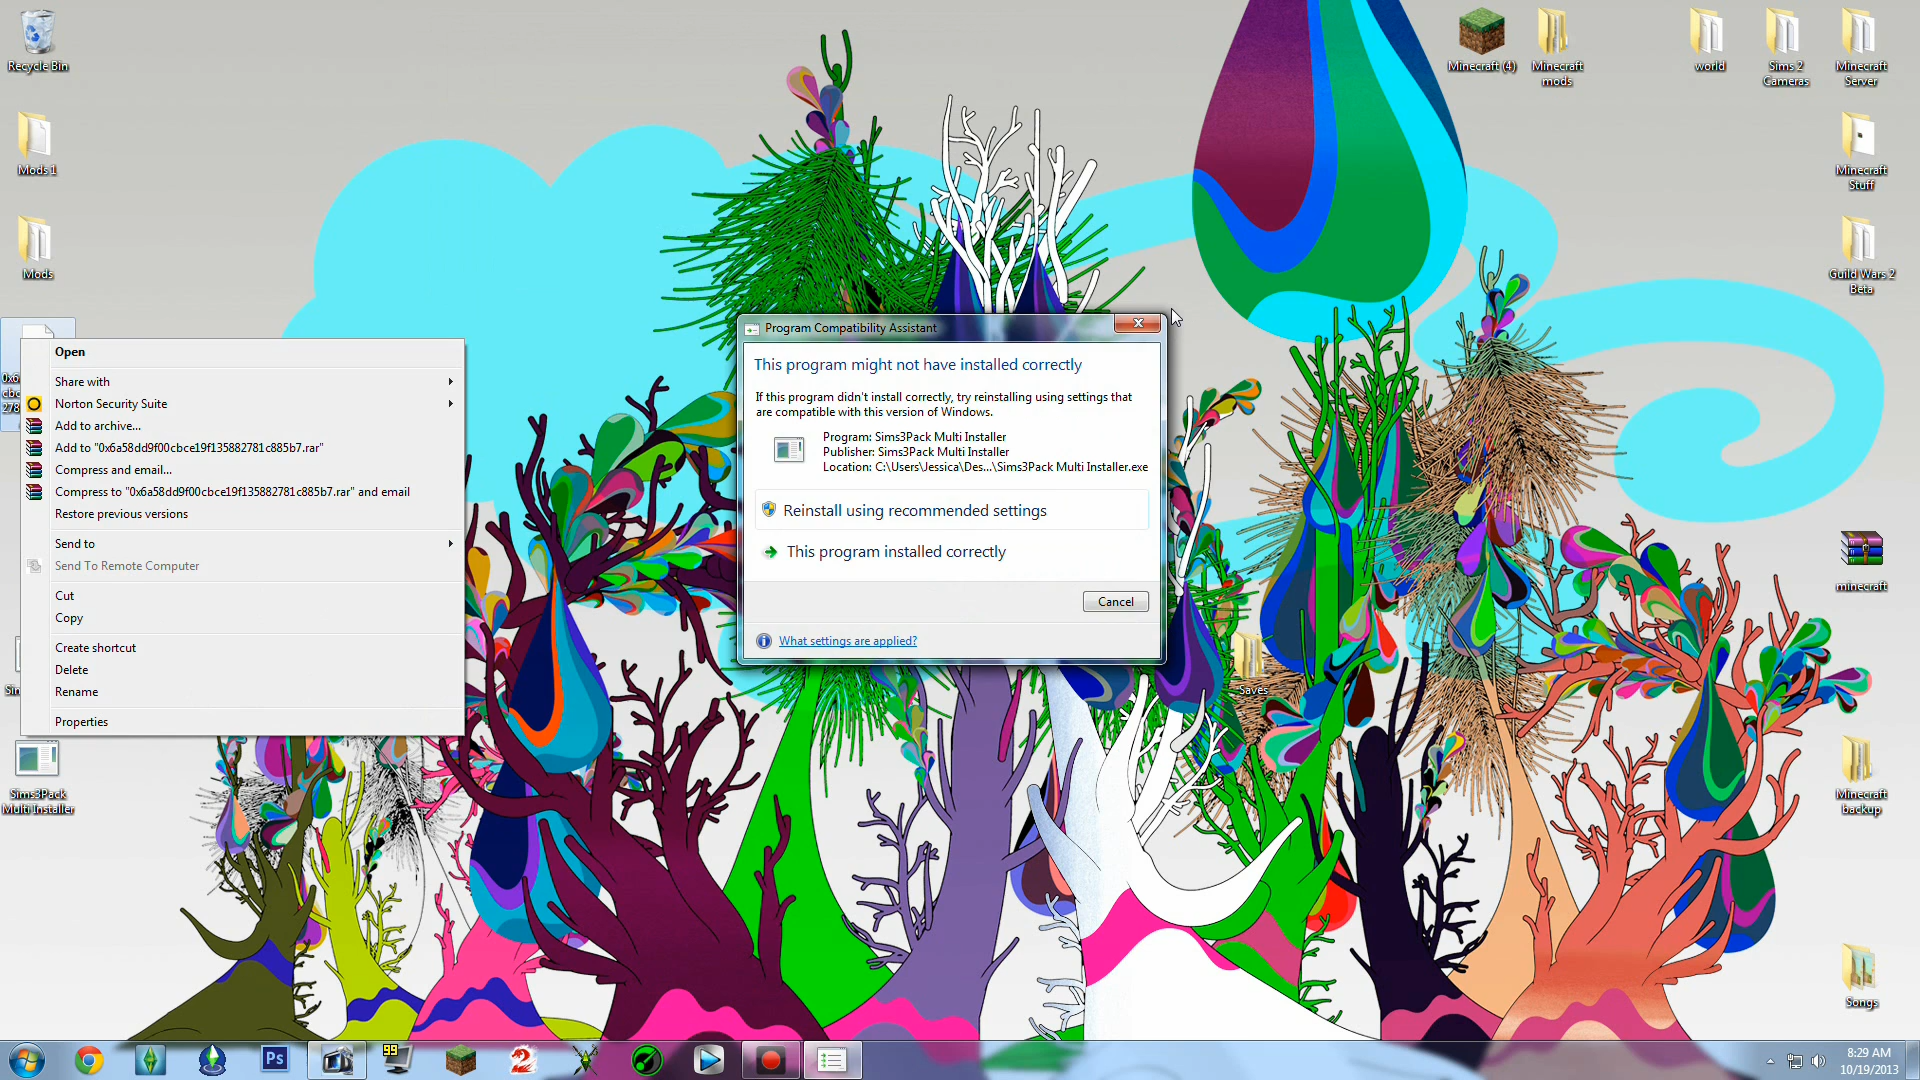 Recycle Bin
Mods 1
Mods
0x6
cbc
278
Open
Share with
Norton Security Suite
Add to archive...
Add to "0x6a58dd9f00cbce19f135882781c885b7.rar"
Compress and email...
Compress to "0x6a58dd9f00cbce19f135882781c885b7.rar" and email
Restore previous versions
Send to
Send To Remote Computer
Cut
Copy
Create shortcut
Delete
Rename
Properties
Sims3Pack
Multi Installer
Program Compatibility Assistant
This program might not have installed correctly
If this program didn't install correctly, try reinstalling using settings that
are compatible with this version of Windows.
Program: Sims3Pack Multi Installer
Publisher: Sims3Pack Multi Installer
Location: C:\Users\Jessica\Des...\Sims3Pack Multi Installer.exe
Reinstall using recommended settings
This program installed correctly
Cancel
What settings are applied?
Minecraft (4)
Minecraft
mods
world
Sims 2
Cameras
Minecraft
Server
Minecraft
Stuff
Guild Wars 2
Beta
minecraft
Saves
Minecraft
backup
Songs
Ps
99
8:29 AM
10/19/2013